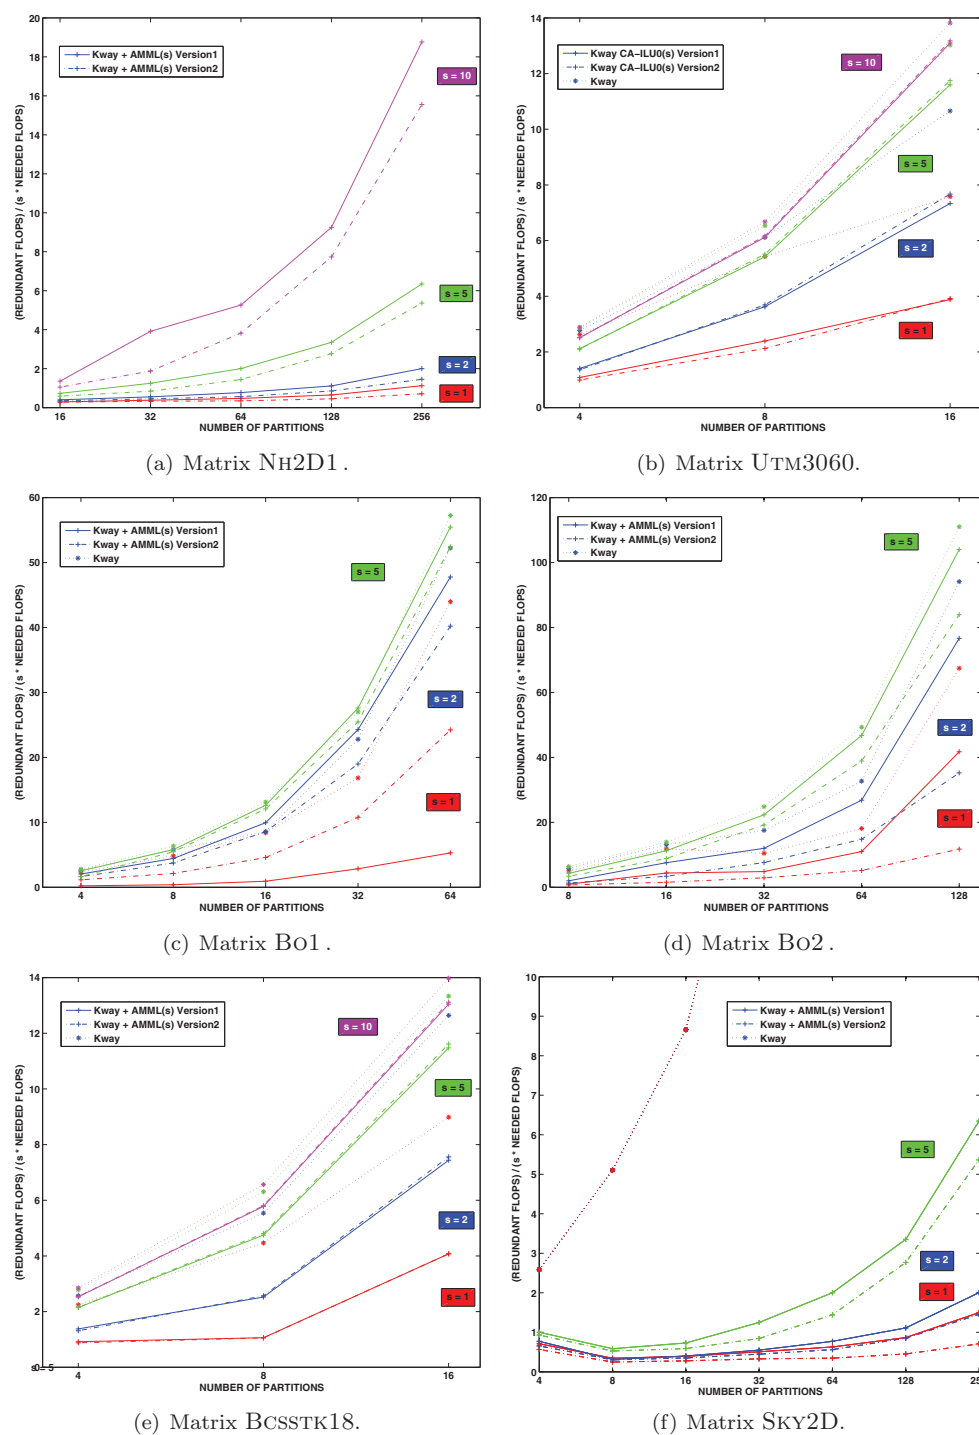 20
18
16
14
12
10
8
6
4
2
0
(REDUNDANT FLOPS) / (s * NEEDED FLOPS)
Kway + AMML(s) Version1
Kway + AMML(s) Version2
s = 10
s = 5
s = 2
s = 1
16 32 64 128 256
NUMBER OF PARTITIONS
(a) Matrix NH2D1.
14
12
10
8
6
4
2
0
(REDUNDANT FLOPS) / (s * NEEDED FLOPS)
Kway CA-ILU0(s) Version1
Kway CA-ILU0(s) Version2
Kway
s = 10
s = 5
s = 2
s = 1
4 8 16
NUMBER OF PARTITIONS
(b) Matrix UTM3060.
60
50
40
30
20
10
0
(REDUNDANT FLOPS) / (s * NEEDED FLOPS)
Kway + AMML(s) Version1
Kway + AMML(s) Version2
Kway
s = 5
s = 2
s = 1
4 8 16 32 64
NUMBER OF PARTITIONS
(c) Matrix BO1.
120
100
80
60
40
20
0
(REDUNDANT FLOPS) / (s * NEEDED FLOPS)
Kway + AMML(s) Version1
Kway + AMML(s) Version2
Kway
s = 5
s = 2
s = 1
8 16 32 64 128
NUMBER OF PARTITIONS
(d) Matrix BO2.
14
12
10
8
6
4
2
0
(REDUNDANT FLOPS) / (s * NEEDED FLOPS)
Kway + AMML(s) Version1
Kway + AMML(s) Version2
Kway
s = 10
s = 5
s = 2
s = 1
s = 5
4 8 16
NUMBER OF PARTITIONS
(e) Matrix BCSSTK18.
10
9
8
7
6
5
4
3
2
1
0
(REDUNDANT FLOPS) / (s * NEEDED FLOPS)
Kway + AMML(s) Version1
Kway + AMML(s) Version2
Kway
s = 5
s = 2
s = 1
4 8 16 32 64 128
NUMBER OF PARTITIONS
(f) Matrix SKY2D.